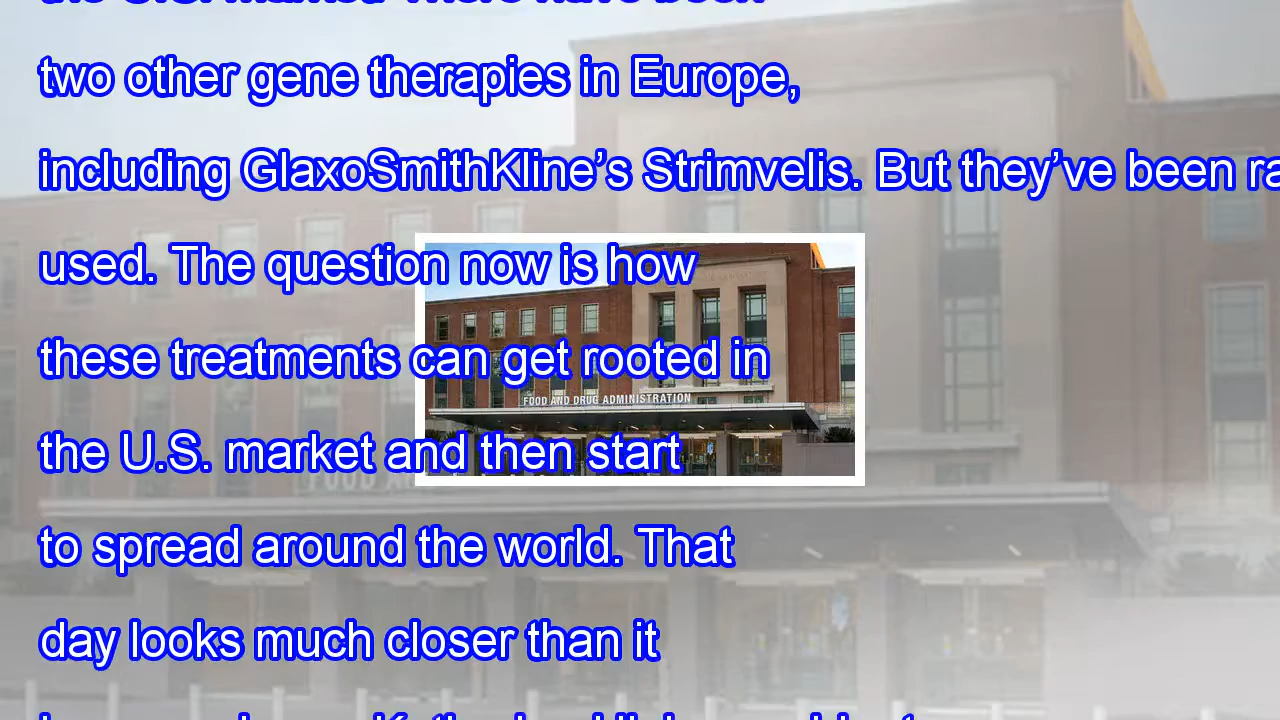 two other gene therapies in Europe,
including GlaxoSmithKline’s Strimvelis. But they’ve been
used. The question now is how
these treatments can get rooted in
FOOD AND DRUG ADMINISTRATION
the U.S. market and then start
to spread around the world. That
day looks much closer than it